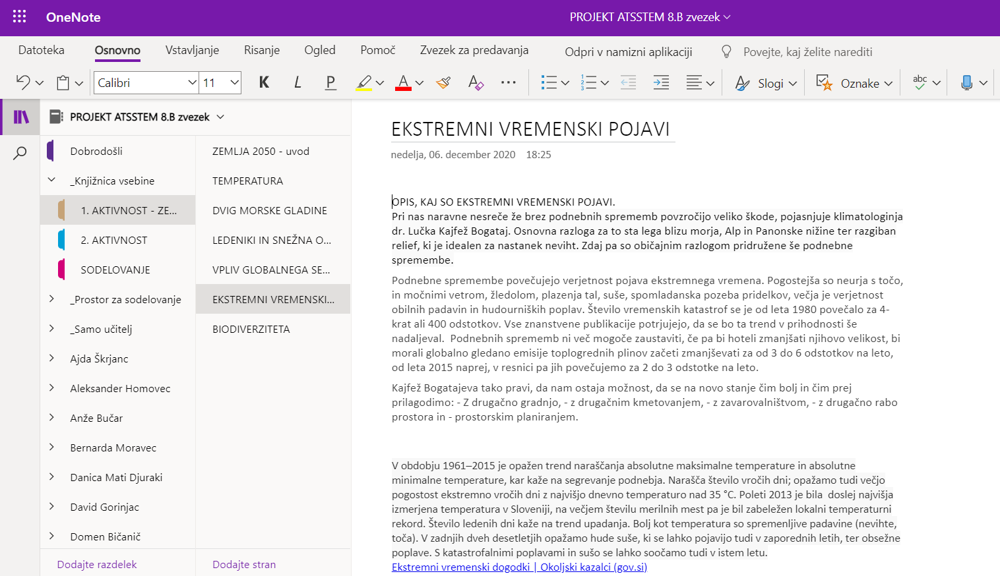 OneNote
PROJEKT ATSSTEM 8.B zvezek
Datoteka Osnovno Vstavljanje Risanje Ogled Pomoč Zvezek za predavanja Odpri v namizni aplikaciji Povejte, kaj želite narediti
Calibri 11 K L P A A Slogi Oznake abc
PROJEKT ATSSTEM 8.B zvezek
Dobrodošli
_Knjižnica vsebine
1. AKTIVNOST - ZE...
2. AKTIVNOST
SODELOVANJE
_Prostor za sodelovanje
_Samo učitelj
Ajda Škrjanc
Aleksander Homovec
Anže Bučar
Bernarda Moravec
Danica Mati Djuraki
David Gorinjac
Domen Bičanič
Dodajte razdelek
ZEMLJA 2050 - uvod
TEMPERATURA
DVIG MORSKE GLADINE
LEDENIKI IN SNEŽNA O...
VPLIV GLOBALNEGA SE...
EKSTREMNI VREMENSKI...
BIODIVERZITETA
Dodajte stran
EKSTREMNI VREMENSKI POJAVI
nedelja, 06. december 2020 18:25
OPIS, KAJ SO EKSTREMNI VREMENSKI POJAVI.
Pri nas naravne nesreče že brez podnebnih sprememb povzročijo veliko škode, pojasnjuje klimatologinja
dr. Lučka Kajfež Bogataj. Osnovna razloga za to sta lega blizu morja, Alp in Panonske nižine ter razgiban
relief, ki je idealen za nastanek neviht. Zdaj pa so običajnim razlogom pridružene še podnebne
spremembe.
Podnebne spremembe povečujejo verjetnost pojava ekstremnega vremena. Pogostejša so neurja s točo,
in močnimi vetrom, žledolom, plazenja tal, suše, spomladanska pozeba pridelkov, večja je verjetnost
obilnih padavin in hudourniških poplav. Število vremenskih katastrof se je od leta 1980 povečalo za 4-
krat ali 400 odstotkov. Vse znanstvene publikacije potrjujejo, da se bo ta trend v prihodnosti še
nadaljeval. Podnebnih sprememb ni več mogoče zaustaviti, če pa bi hoteli zmanjšati njihovo velikost, bi
morali globalno gledano emisije toplogrednih plinov začeti zmanjševati za od 3 do 6 odstotkov na leto,
od leta 2015 naprej, v resnici pa jih povečujemo za 2 do 3 odstotke na leto.
Kajfež Bogatajeva tako pravi, da nam ostaja možnost, da se na novo stanje čim bolj in čim prej
prilagodimo: - Z drugačno gradnjo, - z drugačnim kmetovanjem, - z zavarovalništvom, - z drugačno rabo
prostora in - prostorskim planiranjem.
V obdobju 1961–2015 je opažen trend naraščanja absolutne maksimalne temperature in absolutne
minimalne temperature, kar kaže na segrevanje podnebja. Narašča število vročih dni; opažamo tudi večjo
pogostost ekstremno vročih dni z najvišjo dnevno temperaturo nad 35 °C. Poleti 2013 je bila doslej najvišja
izmerjena temperatura v Sloveniji, na večjem številu merilnih mest pa je bil zabeležen lokalni temperaturni
rekord. Število ledenih dni kaže na trend upadanja. Bolj kot temperatura so spremenljive padavine (nevihte,
toča). V zadnjih dveh desetletjih opažamo hude suše, ki se lahko pojavijo tudi v zaporednih letih, ter obsežne
poplave. S katastrofalnimi poplavami in sušo se lahko soočamo tudi v istem letu.
Ekstremni vremenski dogodki | Okoljski kazalci (gov.si)